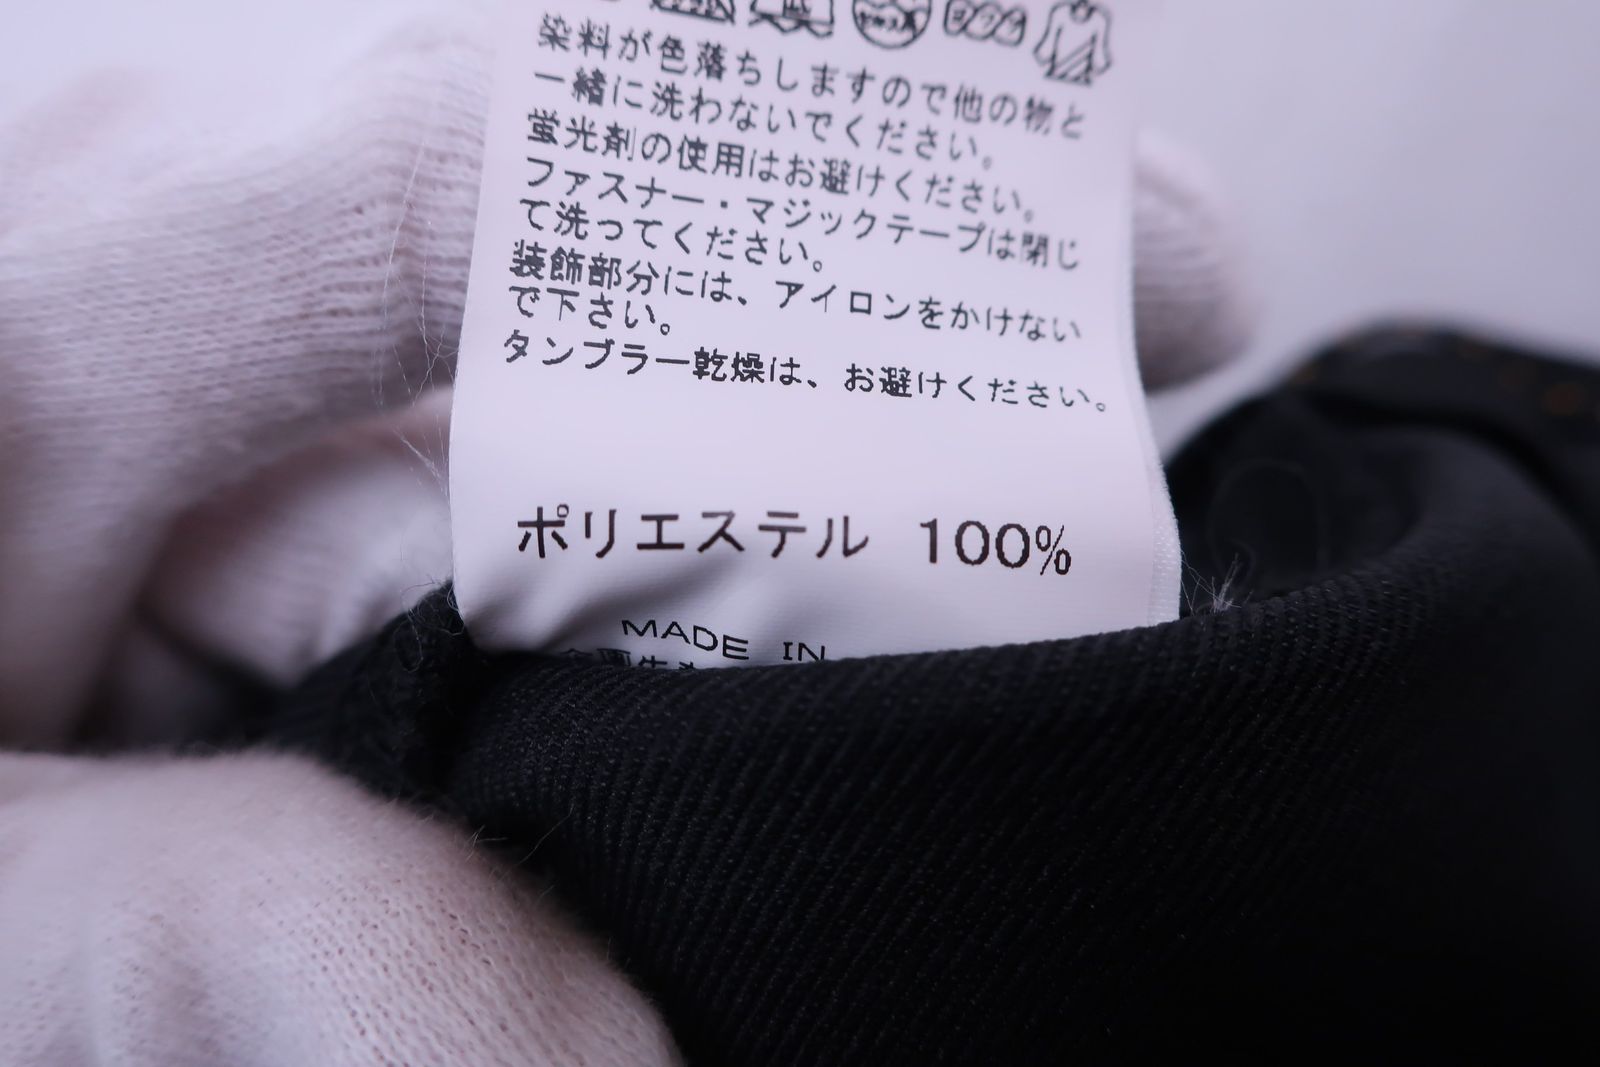 染料が色落ちしますので他の物と
一緒に洗わないでください。
蛍光剤の使用はお避けください。
ファスナー・マジックテープは閉じ
て洗ってください。
装飾部分には、アイロンをかけない
で下さい。
タンブラー乾燥は、お避けください。
ポリエステル 100%
MADE IN